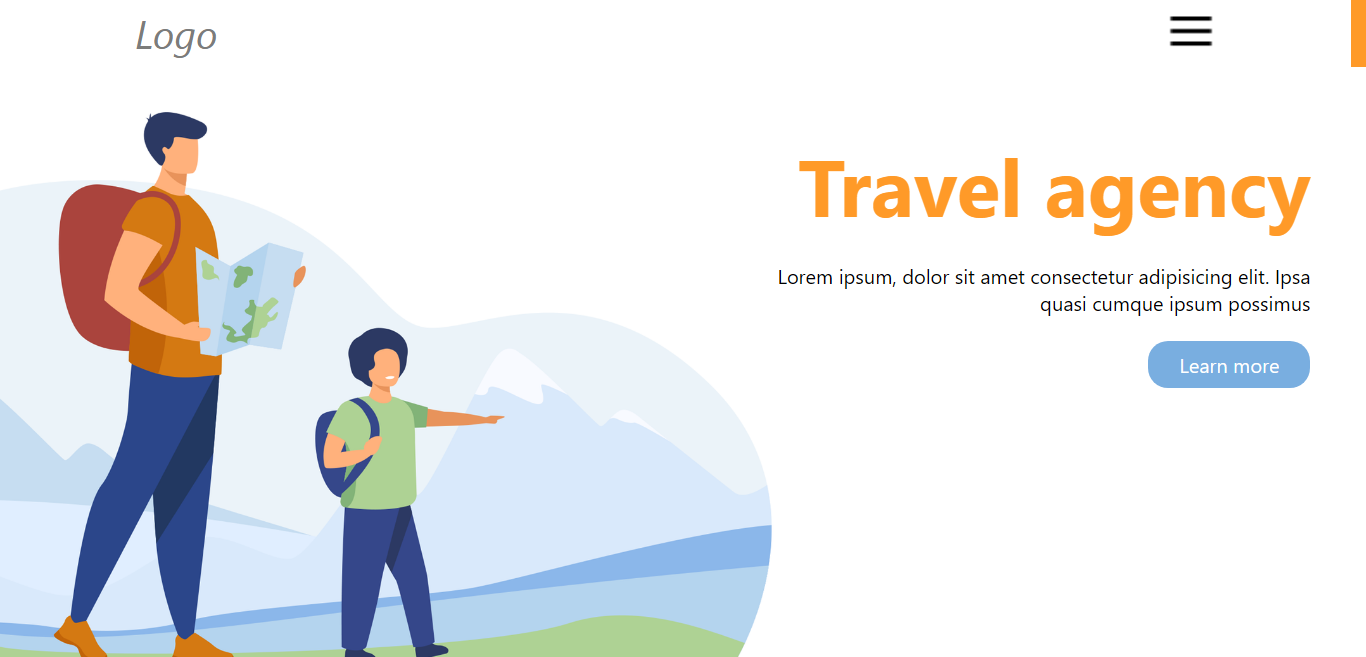 Logo
Travel agency
Lorem ipsum, dolor sit amet consectetur adipisicing elit. Ipsa
quasi cumque ipsum possimus
Learn more